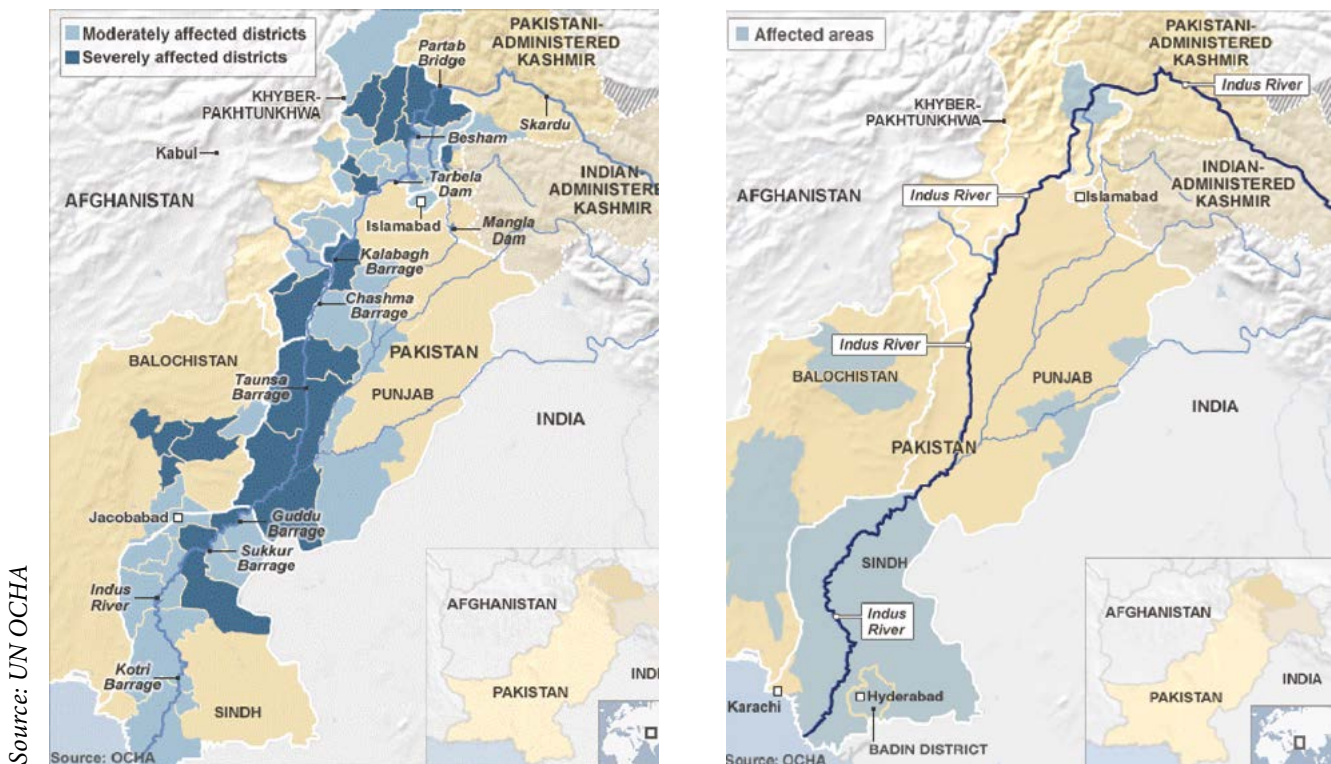 Source: UN OCHA
Moderately affected districts
Severely affected districts
Partab
Bridge
PAKISTANI-
ADMINISTERED
KASHMIR
KHYBER-
PAKHTUNKHWA
Skardu
Besham
Kabul
Tarbela
Dam
INDIAN-
ADMINISTERE
KASHMIR
AFGHANISTAN
Islamabad
Mangla
Dam
Kalabagh
Barrage
Chashma
Barrage
BALOCHISTAN
PAKISTAN
Taunsa
Barrage
PUNJAB
INDIA
Jacobabad
Guddu
Barrage
Sukkur
Barrage
Indus
River
AFGHANISTAN
Kotri
Barrage
INDI
PAKISTAN
SINDH
Source: OCHA
Affected areas
PAKISTANI-
ADMINISTERED
KASHMIR
Indus River
KHYBER-
PAKHTUNKHWA
INDIAN-
ADMINISTERED
KASHMIR
AFGHANISTAN
Indus River
Islamabad
Indus River
BALOCHISTAN
PUNJAB
INDIA
PAKISTAN
SINDH
Indus
River
AFGHANISTAN
INDIA
Hyderabad
PAKISTAN
Karachi
BADIN DISTRICT
Source: OCHA